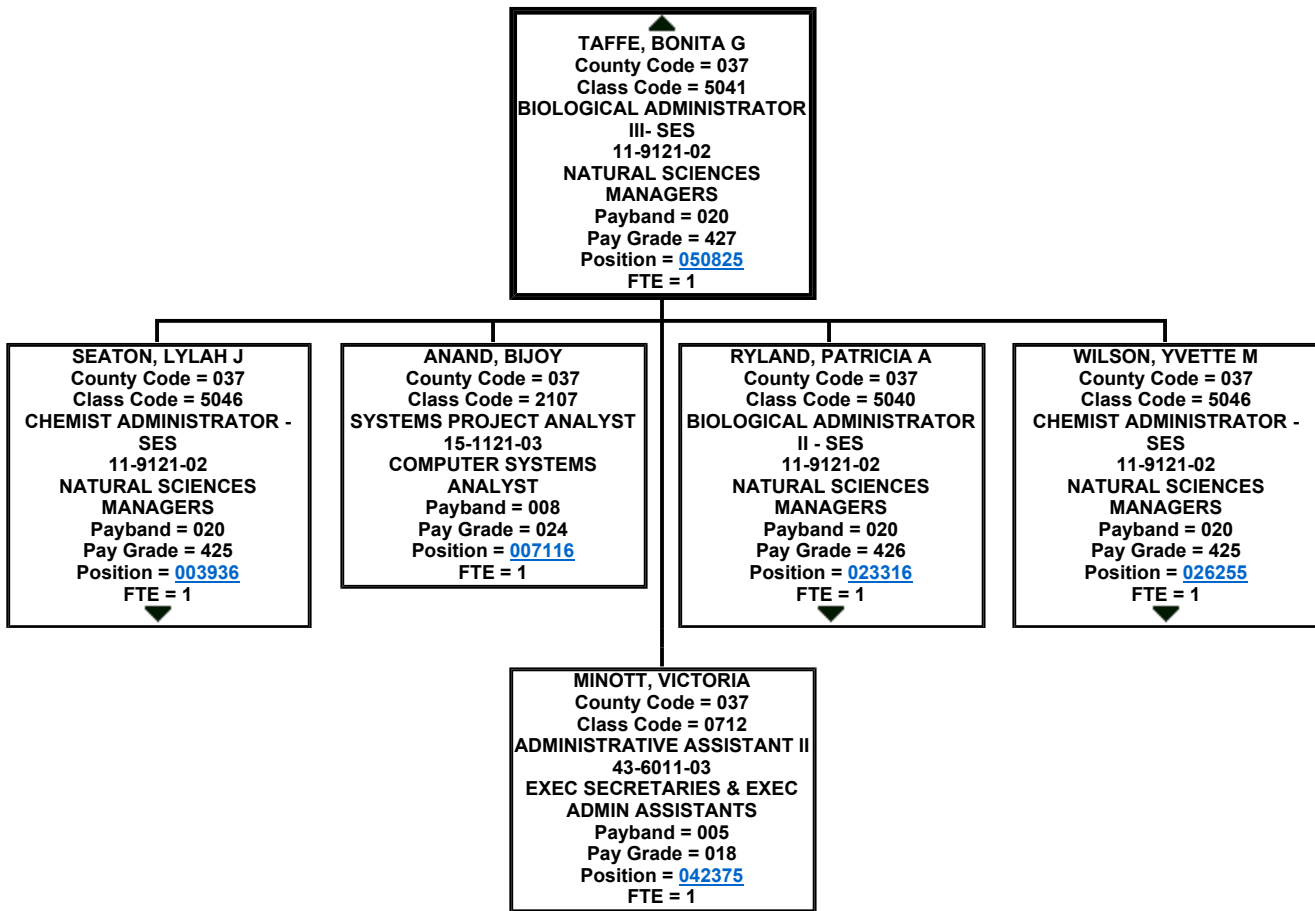 TAFFE, BONITA G
County Code = 037
Class Code = 5041
BIOLOGICAL ADMINISTRATOR
III- SES
11-9121-02
NATURAL SCIENCES
MANAGERS
Payband = 020
Pay Grade = 427
Position = 050825
FTE = 1
SEATON, LYLAH J
County Code = 037
Class Code = 5046
CHEMIST ADMINISTRATOR -
SES
11-9121-02
NATURAL SCIENCES
MANAGERS
Payband = 020
Pay Grade = 425
Position = 003936
FTE = 1
ANAND, BIJOY
County Code = 037
Class Code = 2107
SYSTEMS PROJECT ANALYST
15-1121-03
COMPUTER SYSTEMS
ANALYST
Payband = 008
Pay Grade = 024
Position = 007116
FTE = 1
RYLAND, PATRICIA A
County Code = 037
Class Code = 5040
BIOLOGICAL ADMINISTRATOR
II - SES
11-9121-02
NATURAL SCIENCES
MANAGERS
Payband = 020
Pay Grade = 426
Position = 023316
FTE = 1
WILSON, YVETTE M
County Code = 037
Class Code = 5046
CHEMIST ADMINISTRATOR -
SES
11-9121-02
NATURAL SCIENCES
MANAGERS
Payband = 020
Pay Grade = 425
Position = 026255
FTE = 1
MINOTT, VICTORIA
County Code = 037
Class Code = 0712
ADMINISTRATIVE ASSISTANT II
43-6011-03
EXEC SECRETARIES & EXEC
ADMIN ASSISTANTS
Payband = 005
Pay Grade = 018
Position = 042375
FTE = 1